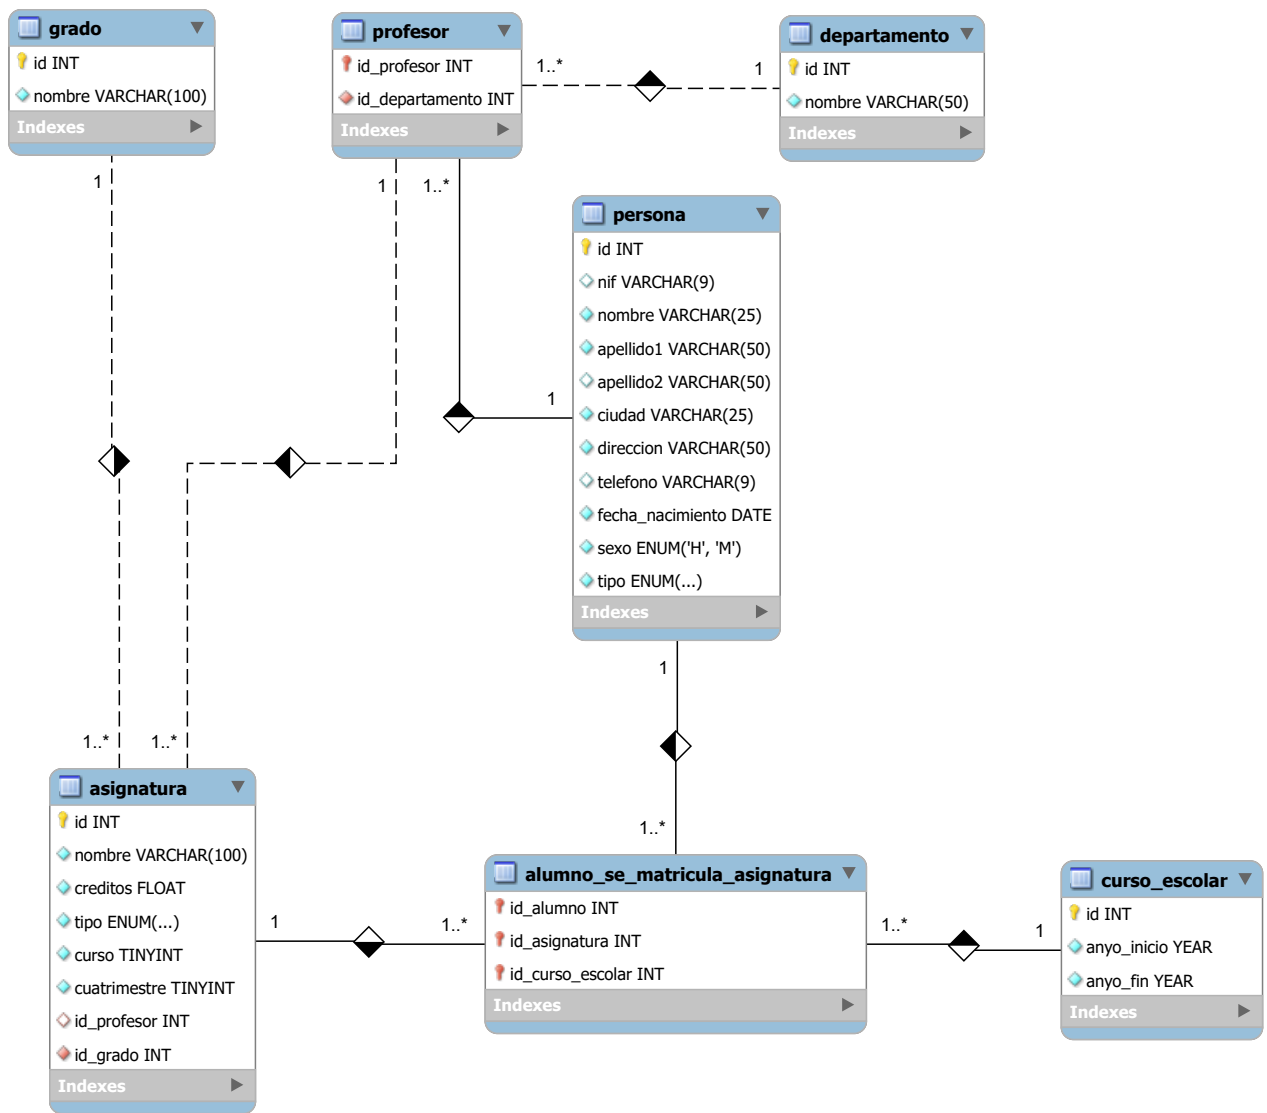 grado
id INT
nombre VARCHAR(100)
Indexes
profesor
id_profesor INT
id_departamento INT
Indexes
1..*
1
departamento
id INT
nombre VARCHAR(50)
Indexes
1
1
1..*
persona
id INT
nif VARCHAR(9)
nombre VARCHAR(25)
apellido1 VARCHAR(50)
apellido2 VARCHAR(50)
ciudad VARCHAR(25)
direccion VARCHAR(50)
telefono VARCHAR(9)
fecha_nacimiento DATE
sexo ENUM('H', 'M')
tipo ENUM(...)
Indexes
1
1
1..*
1..*
1..*
asignatura
id INT
nombre VARCHAR(100)
creditos FLOAT
tipo ENUM(...)
curso TINYINT
cuatrimestre TINYINT
id_profesor INT
id_grado INT
Indexes
1
1..*
alumno_se_matricula_asignatura
id_alumno INT
id_asignatura INT
id_curso_escolar INT
Indexes
1..*
1
curso_escolar
id INT
anyo_inicio YEAR
anyo_fin YEAR
Indexes